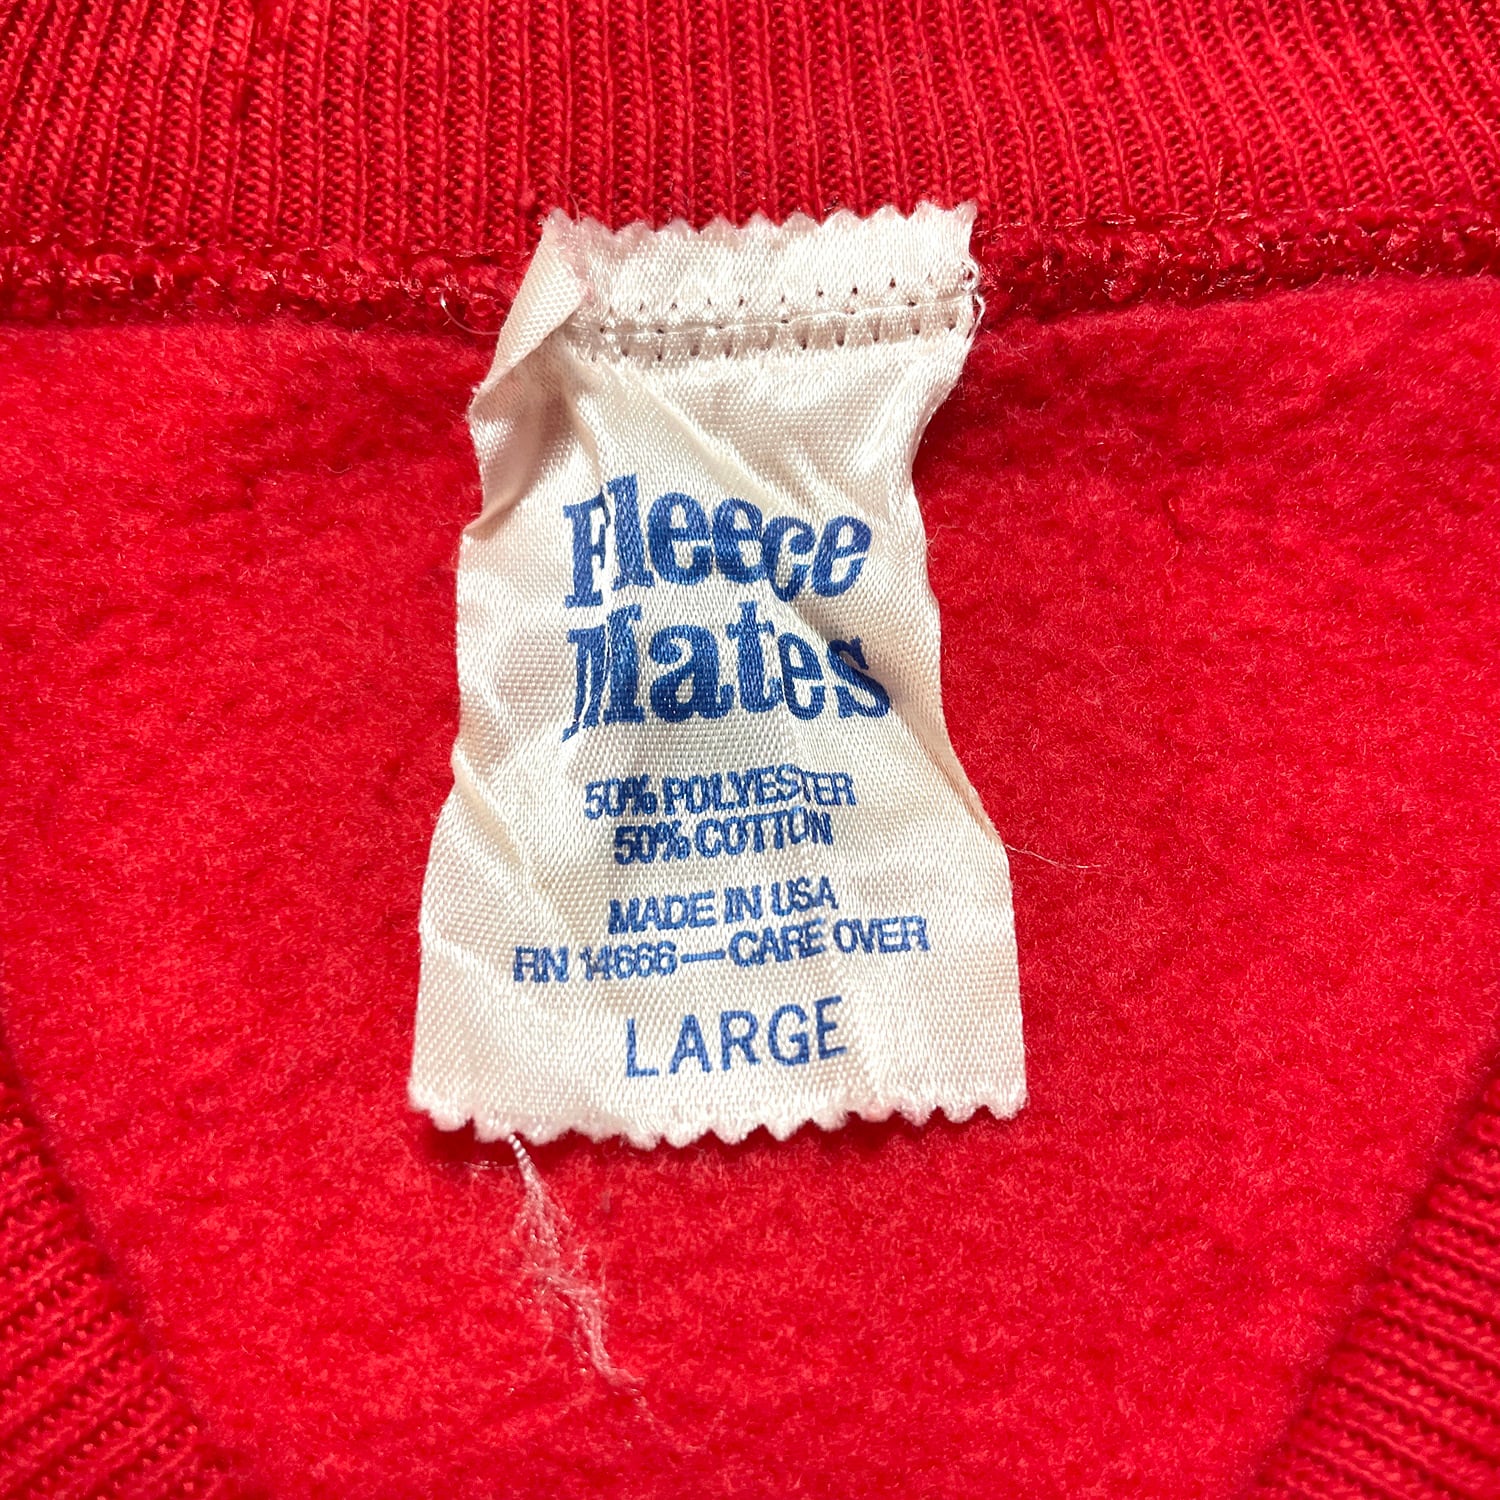 Fleece
Mates
50% POLYESTER
50% COTTON
MADE IN USA
RN 14666—CARE OVER
LARGE